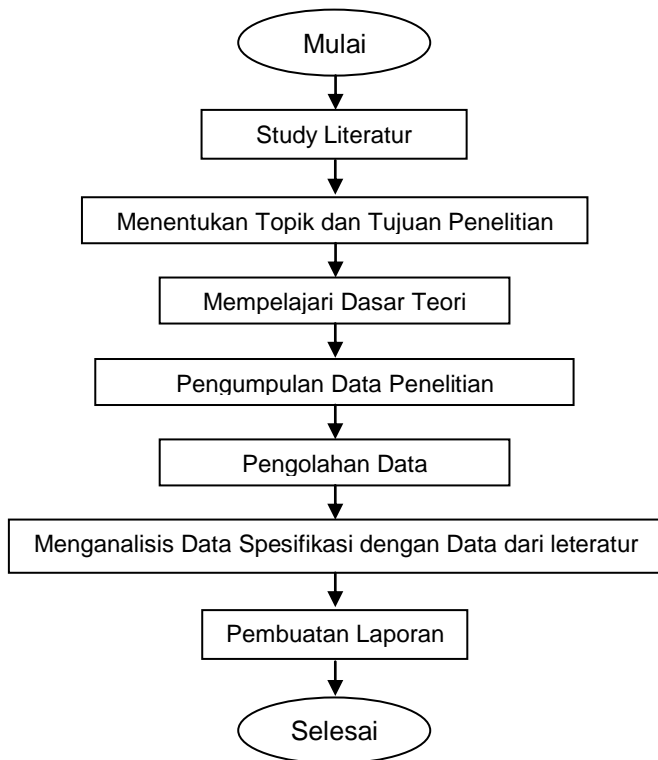 Mulai
Study Literatur
Menentukan Topik dan Tujuan Penelitian
Mempelajari Dasar Teori
Pengumpulan Data Penelitian
Pengolahan Data
Menganalisis Data Spesifikasi dengan Data dari leteratur
Pembuatan Laporan
Selesai